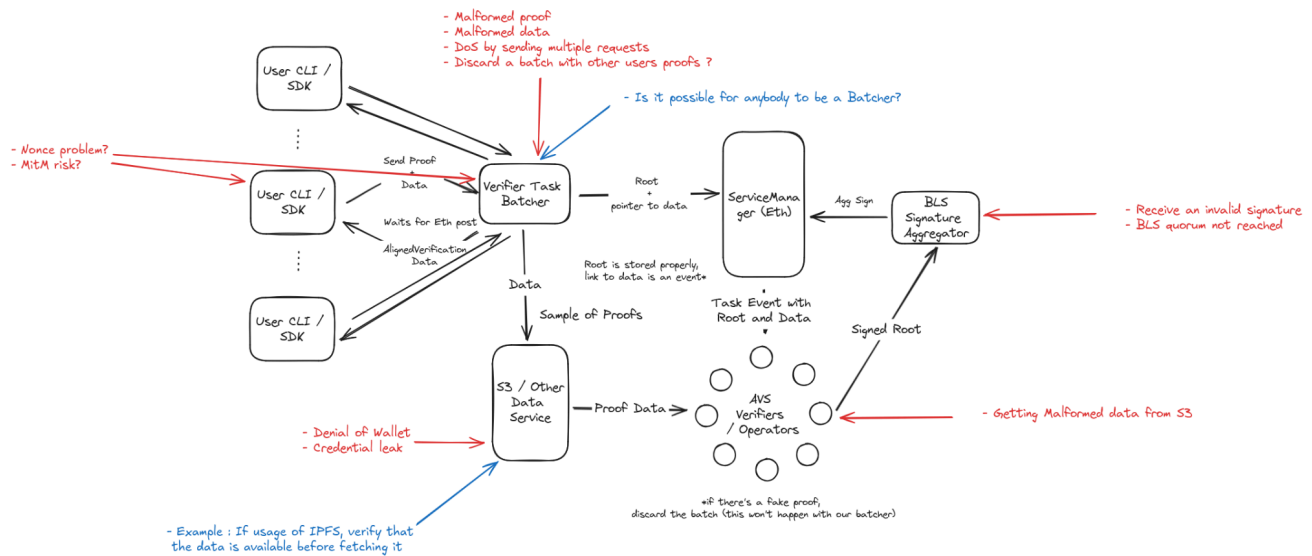 - Malformed proof
- Malformed data
- DoS by sending multiple requests
- Discard a batch with other users proofs ?
User CLI /
SDK
- Is it possible for anybody to be a Batcher?
- Nonce problem?
- MitM risk?
Send Proof
+
Data
User CLI /
SDK
Verifier Task
Batcher
Root
+
pointer to data
ServiceMana
ger (Eth)
Agg Sign
BLS
Signature
Aggregator
- Receive an invalid signature
- BLS quorum not reached
Waits for Eth post
AlignedVerification
Data
Root is stored properly,
link to data is an event*
Data
Sample of Proofs
Task Event with
Root and Data
User CLI /
SDK
Signed Root
S3 / Other
Data
Service
Proof Data
AVS
Verifiers
/ Operators
- Getting Malformed data from S3
- Denial of Wallet
- Credential leak
*if there's a fake proof,
discard the batch (this won't happen with our batcher)
- Example : If usage of IPFS, verify that
the data is available before fetching it